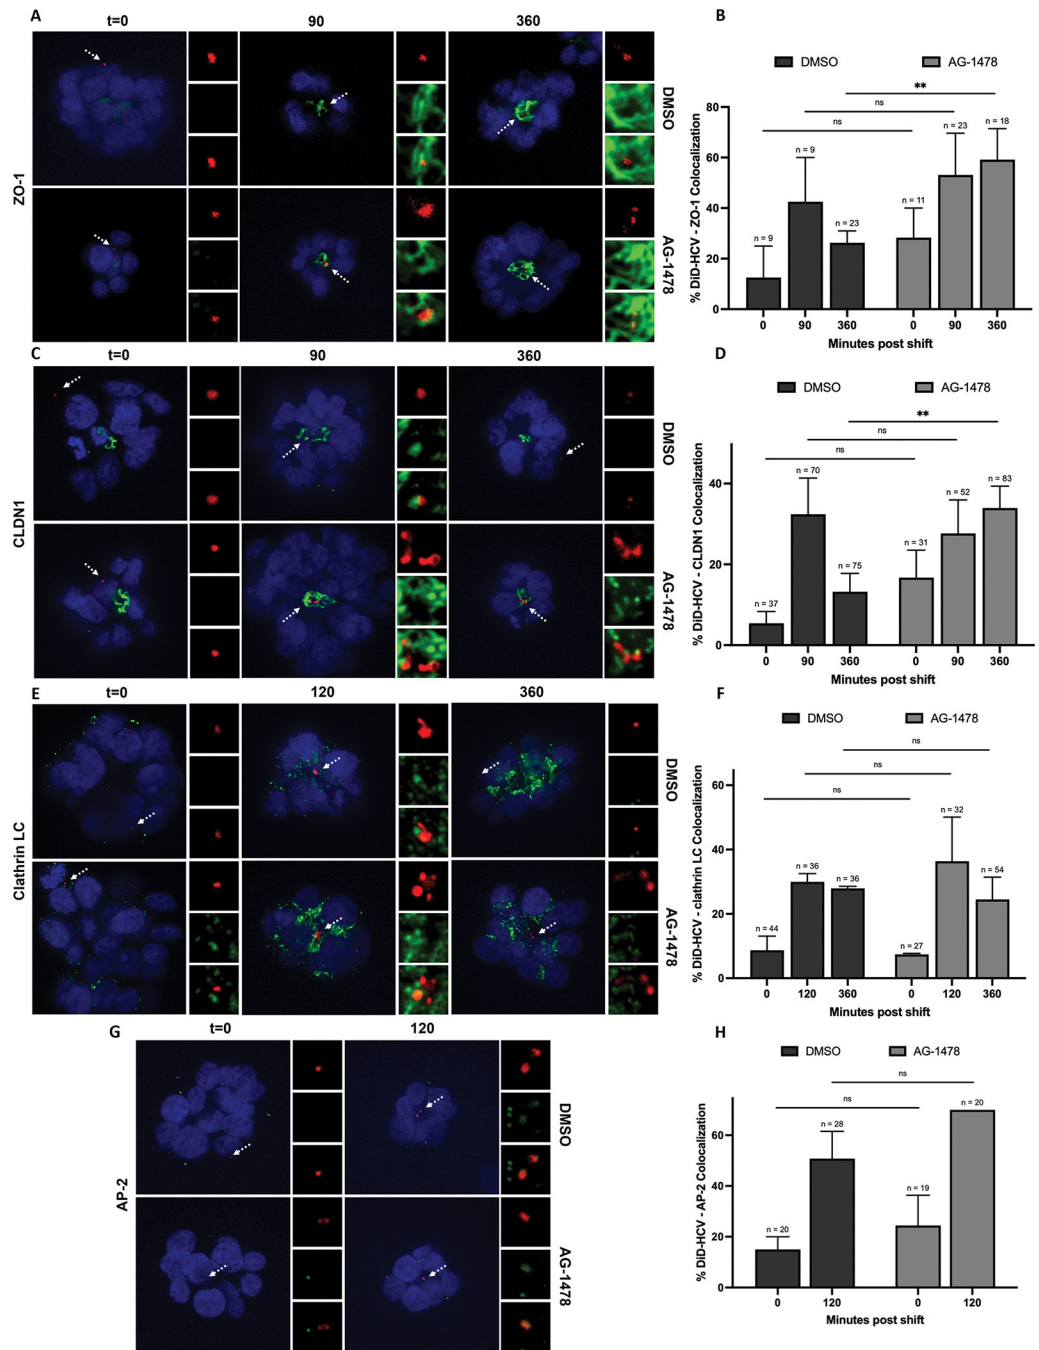 A
t=0
90
360
ZO-1
DMSO
AG-1478
B
DMSO
AG-1478
**
ns
ns
% DiD-HCV - ZO-1 Colocalization
80
60
40
20
0
n = 9
n = 9
n = 23
n = 11
n = 23
n = 18
0
90
360
0
90
360
Minutes post shift
C
t=0
90
360
CLDN1
DMSO
AG-1478
D
DMSO
AG-1478
**
ns
ns
% DiD-HCV - CLDN1 Colocalization
40
20
0
n = 37
n = 70
n = 75
n = 31
n = 52
n = 83
0
90
360
0
90
360
Minutes post shift
E
t=0
120
360
Clathrin LC
DMSO
AG-1478
F
DMSO
AG-1478
ns
ns
ns
% DiD-HCV - clathrin LC Colocalization
60
40
20
0
n = 44
n = 36
n = 36
n = 27
n = 32
n = 54
0
120
360
0
120
360
Minutes post shift
G
t=0
120
AP-2
DMSO
AG-1478
H
DMSO
AG-1478
ns
ns
% DiD-HCV - AP-2 Colocalization
60
40
20
0
n = 20
n = 28
n = 19
n = 20
0
120
0
120
Minutes post shift